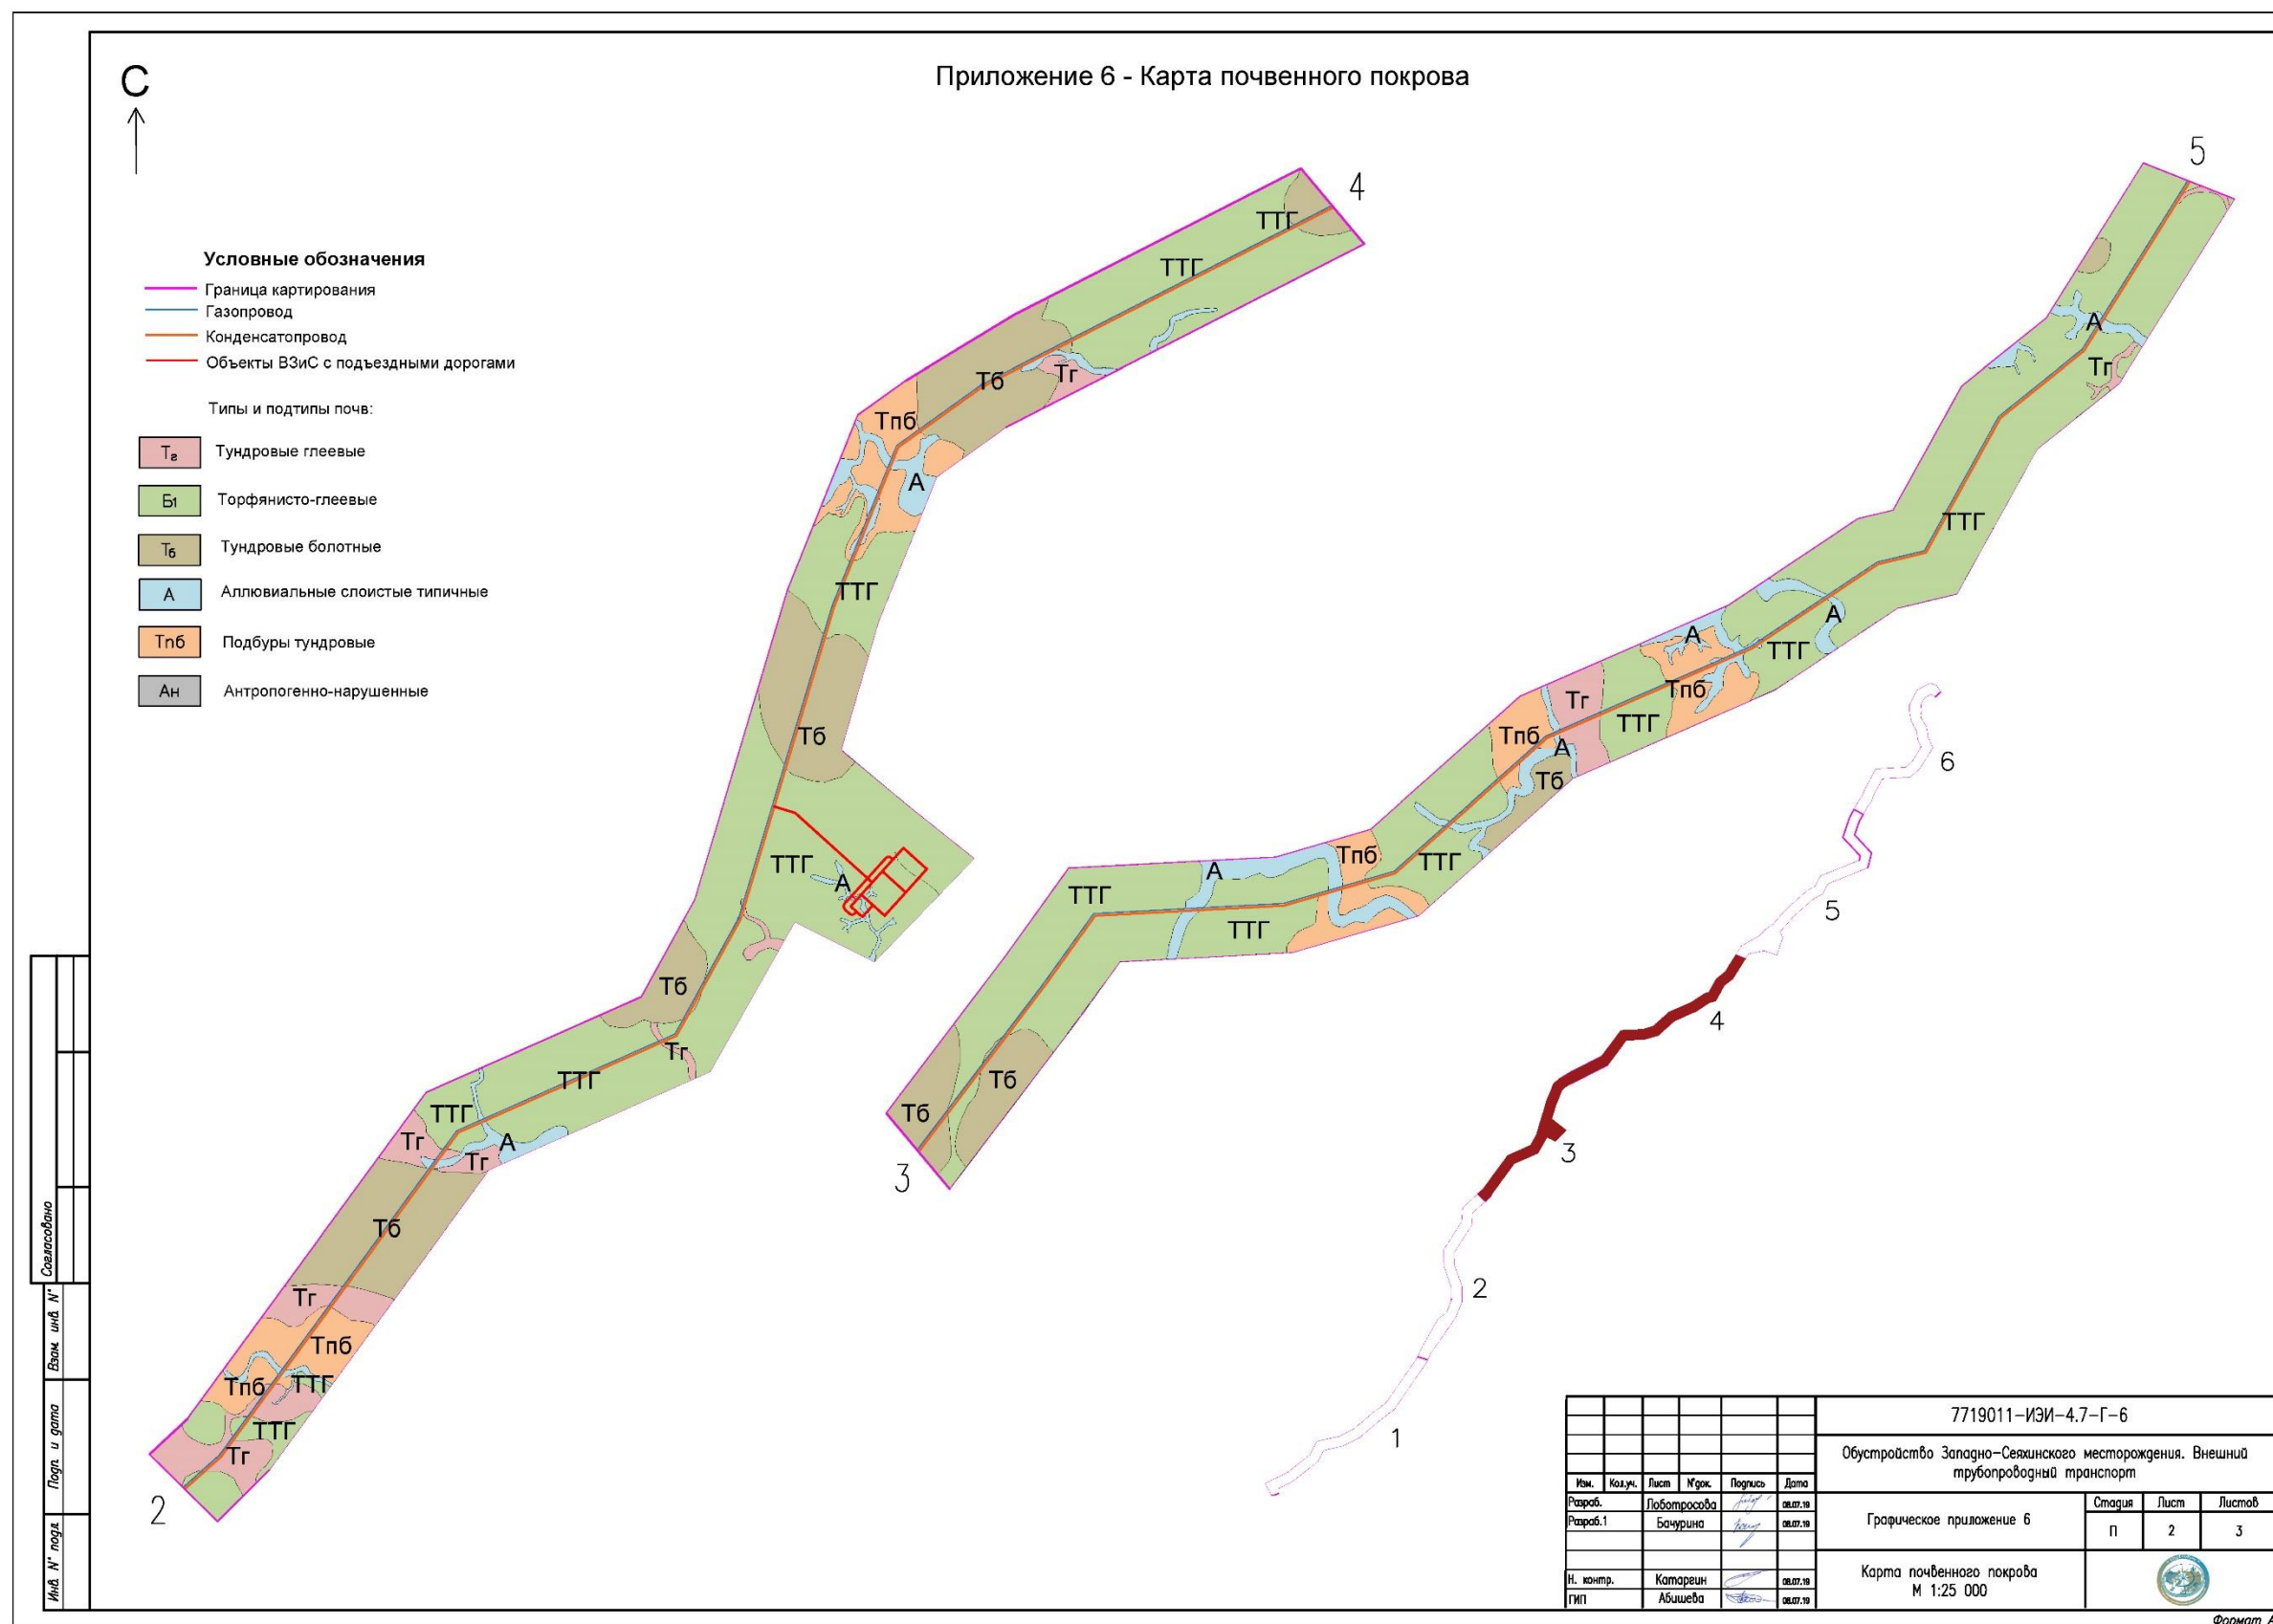 Приложение 6 - Карта почвенного покрова
С
Условные обозначения
Граница картирования
Газопровод
Конденсатопровод
Объекты ВЗиС с подъездными дорогами
Типы и подтипы почв:
Тг Тундровые глеевые
Б1 Торфянисто-глеевые
Тб Тундровые болотные
А Аллювиальные слоистые типичные
Тпб Подбуры тундровые
Ан Антропогенно-нарушенные
4
ТТГ
ТТГ
Тб
Тг
Тпб
А
ТТГ
Тб
ТТГ
А
Тб
Тг
ТТГ
ТТГ
Тг
А
Тг
Тб
Тг
Тпб
Тпб
ТТГ
ТТГ
Тг
2
5
А
Тг
ТТГ
А
А
ТТГ
Тпб
Тг
ТТГ
Тпб
А
Тб
Тпб
ТТГ
А
ТТГ
ТТГ
Тб
Тб
3
6
5
4
3
2
1
Согласовано
Взам. инв. N°
Подп. и дата
Инв. N° подл.
7719011-ИЭИ-4.7-Г-6
Обустройство Западно-Сеяхинского месторождения. Внешний
трубопроводный транспорт
Изм. Кол.уч. Лист N°док. Подпись Дата
Разраб. Лоботросова 08.07.19
Разраб.1 Бачурина 08.07.19
Графическое приложение 6
Стадия Лист Листов
П 2 3
Н. контр. Катаргин 08.07.19
ГИП Абишева 08.07.19
Карта почвенного покрова
М 1:25 000
Формат А